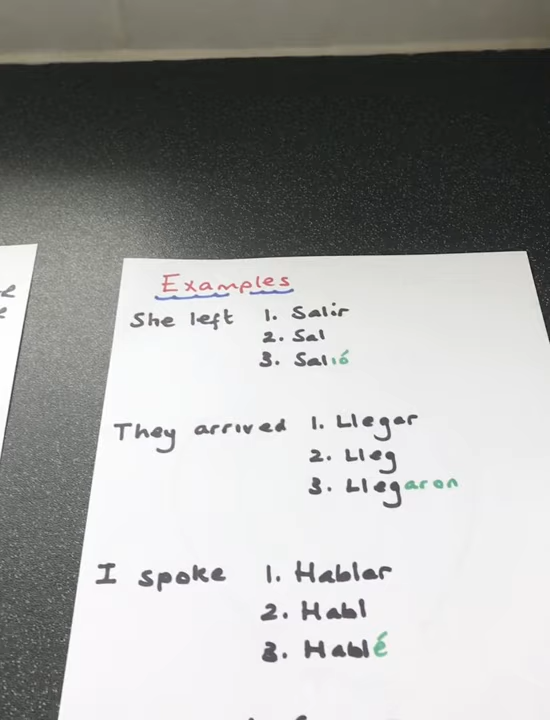 Examples
She left 1. Salir
2. Sal
3. Salió
They arrived 1. Llegar
2. Lleg
3. Llegaron
I spoke 1. Hablar
2. Habl
3. Hablé